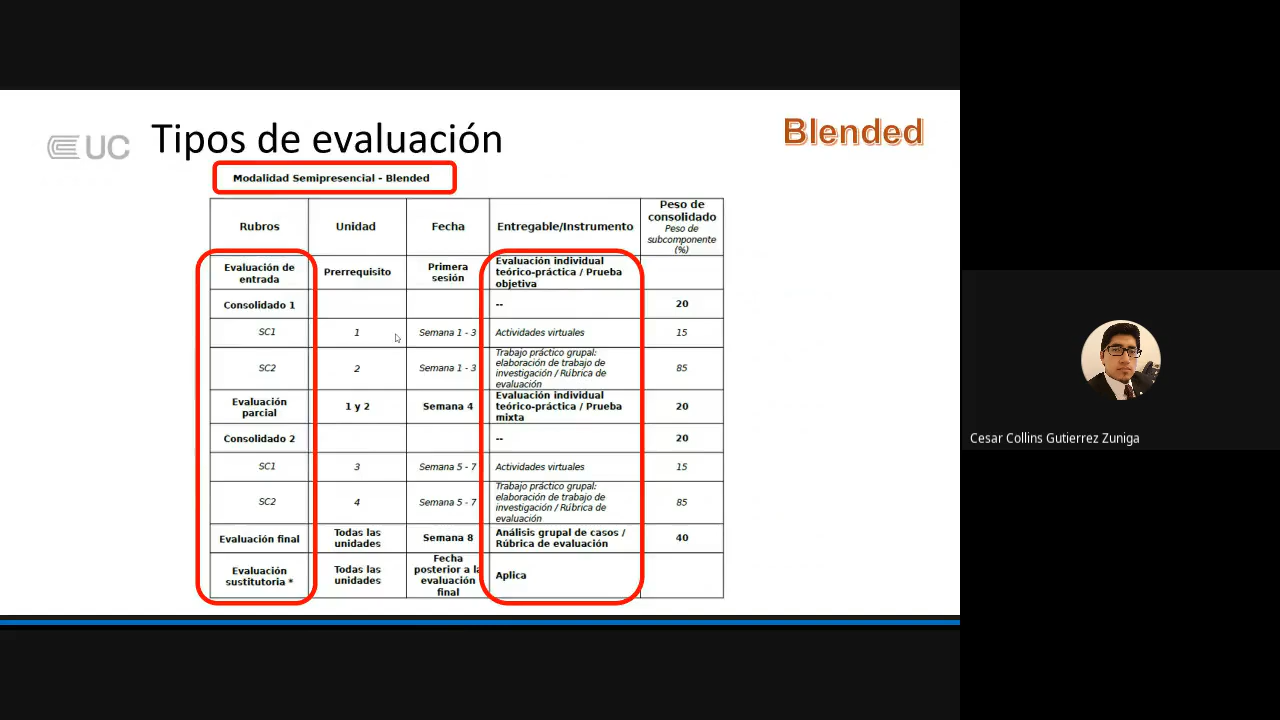 UC
Tipos de evaluación
Blended
Modalidad Semipresencial - Blended
Rubros
Unidad
Fecha
Entregable/Instrumento
Peso de
consolidado
Peso de
subcomponente
(%)
Evaluación de
entrada
Prerrequisito
Primera
sesión
Evaluación individual
teórico-práctica / Prueba
objetiva
Consolidado 1
--
20
SC1
1
Semana 1 - 3
Actividades virtuales
15
SC2
2
Semana 1 - 3
Trabajo práctico grupal:
elaboración de trabajo de
investigación / Rúbrica de
evaluación
85
Evaluación
parcial
1 y 2
Semana 4
Evaluación individual
teórico-práctica / Prueba
mixta
20
Consolidado 2
--
20
SC1
3
Semana 5 - 7
Actividades virtuales
15
SC2
4
Semana 5 - 7
Trabajo práctico grupal:
elaboración de trabajo de
investigación / Rúbrica de
evaluación
85
Evaluación final
Todas las
unidades
Semana 8
Análisis grupal de casos /
Rúbrica de evaluación
40
Evaluación
sustitutoria *
Todas las
unidades
Fecha
posterior a la
evaluación
final
Aplica
Cesar Collins Gutierrez Zuniga